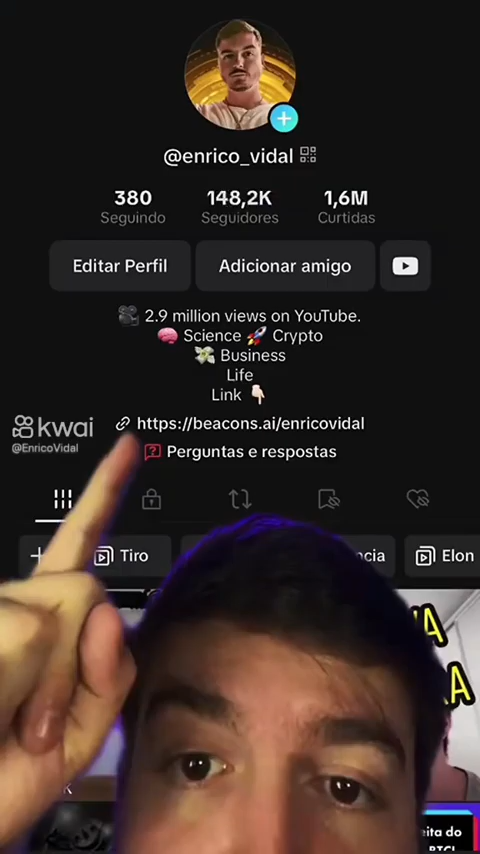 @enrico_vidal
380
148,2K
1,6M
Seguindo
Seguidores
Curtidas
Editar Perfil
Adicionar amigo
2.9 million views on YouTube.
Science 🚀 Crypto
Business
Life
Link
kwai
@EnricoVidal
https://beacons.ai/enricovidal
Perguntas e respostas
Tiro
Elon